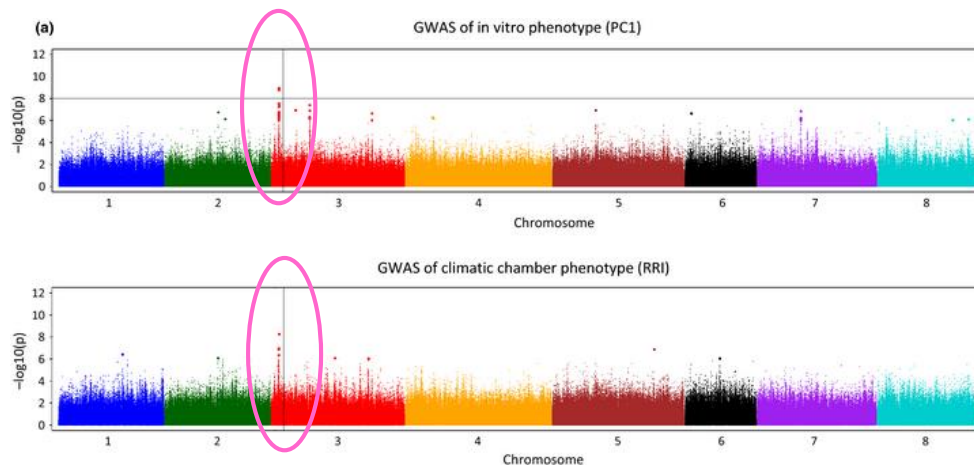 (a)
GWAS of in vitro phenotype (PC1)
12
10
8
6
4
2
0
−log10(p)
1 2 3 4 5 6 7 8
Chromosome
GWAS of climatic chamber phenotype (RRI)
12
10
8
6
4
2
0
−log10(p)
1 2 3 4 5 6 7 8
Chromosome